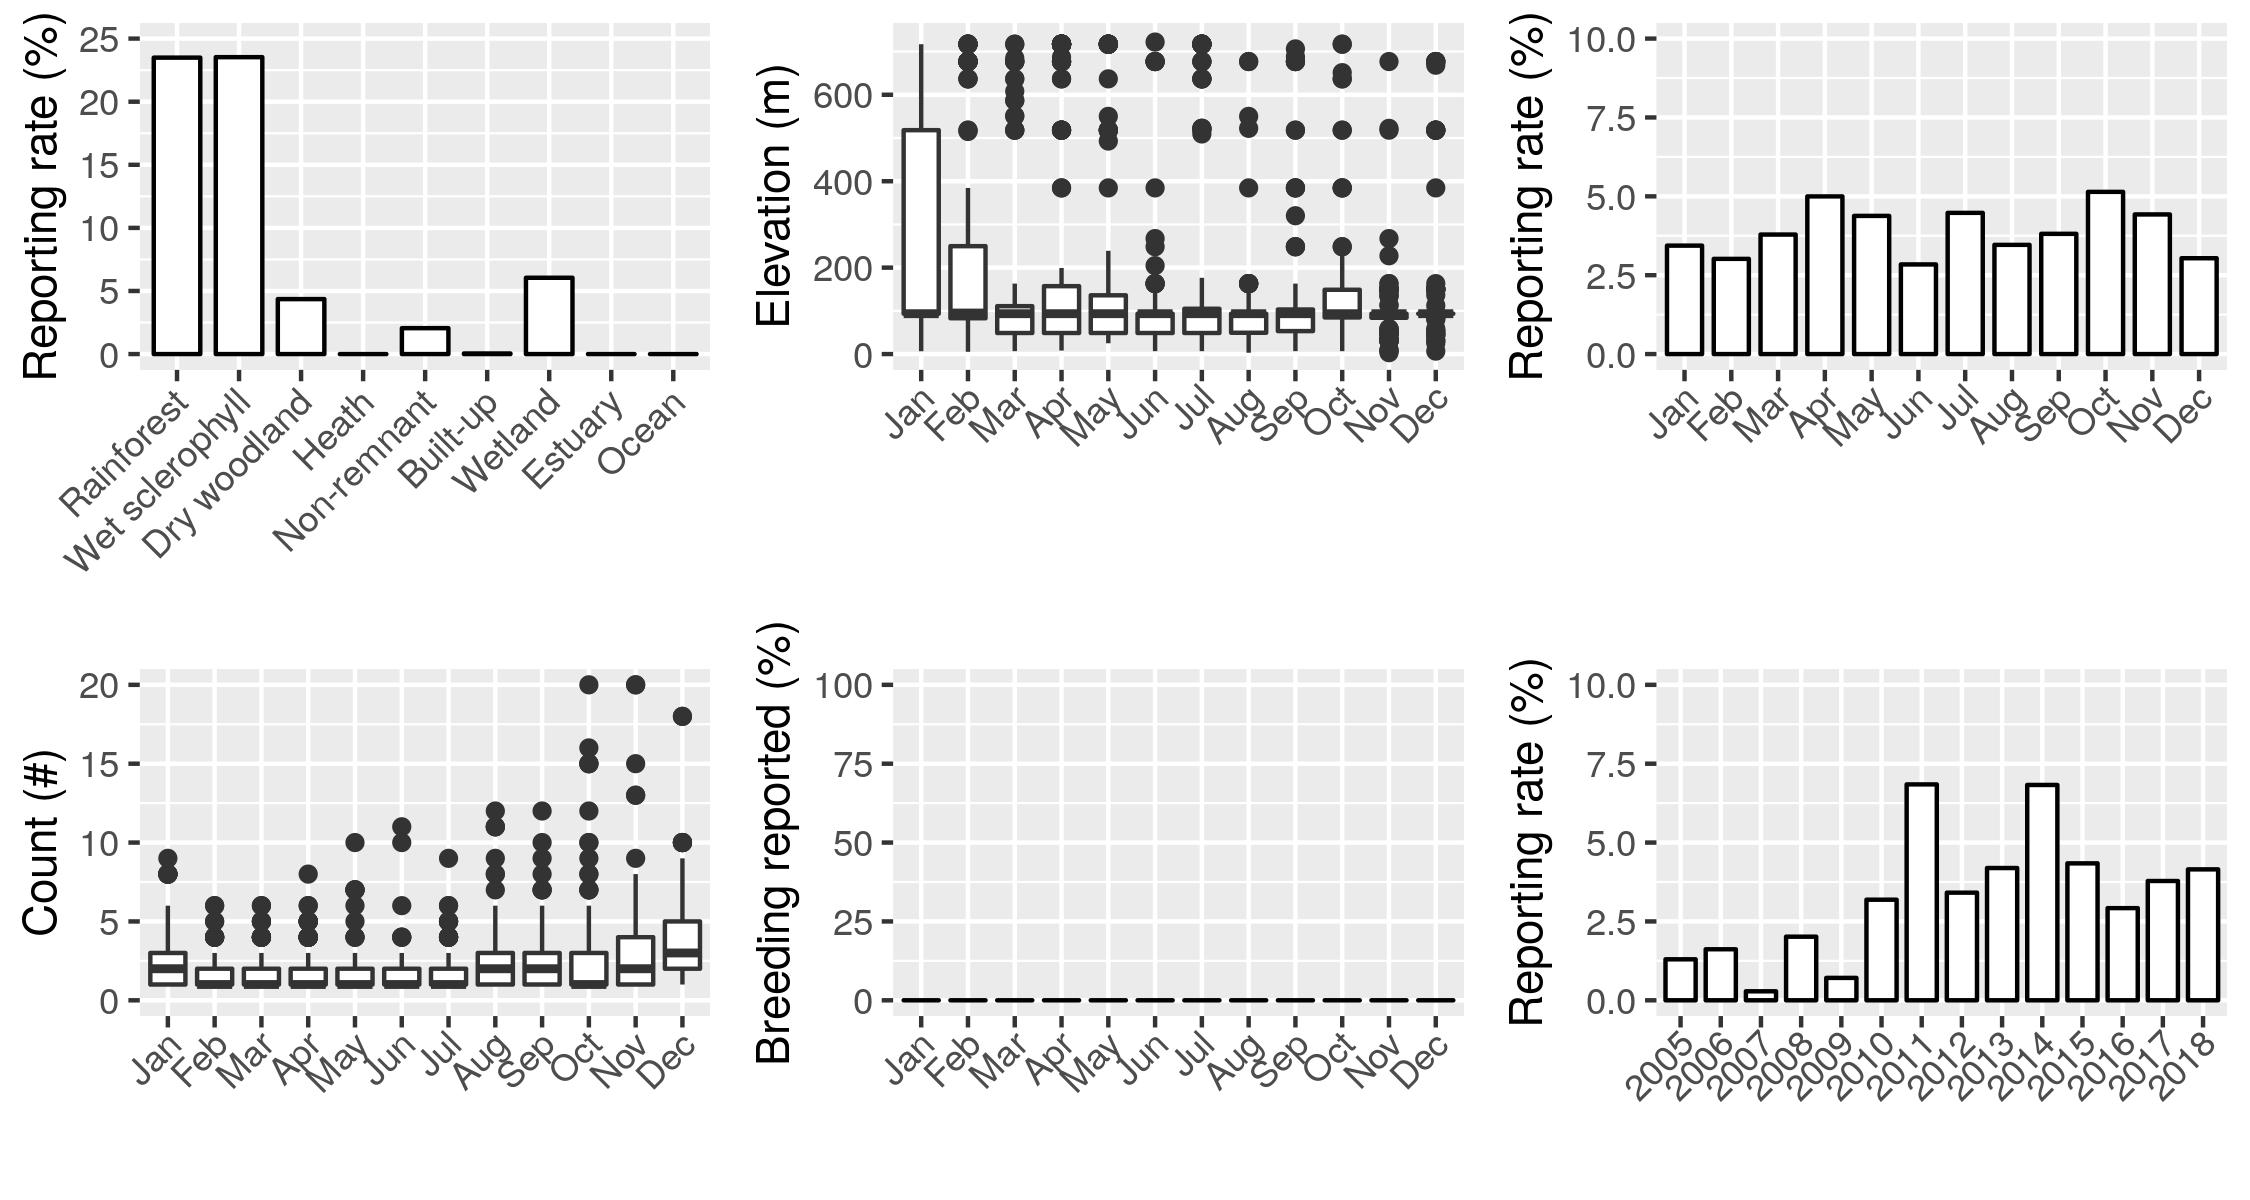 Reporting rate (%)
25
20
15
10
5
0
Rainforest
Wet sclerophyll
Dry woodland
Heath
Non-remnant
Built-up
Wetland
Estuary
Ocean
Elevation (m)
600
400
200
0
Jan
Feb
Mar
Apr
May
Jun
Jul
Aug
Sep
Oct
Nov
Dec
Reporting rate (%)
10.0
7.5
5.0
2.5
0.0
Jan
Feb
Mar
Apr
May
Jun
Jul
Aug
Sep
Oct
Nov
Dec
Count (#)
20
15
10
5
0
Jan
Feb
Mar
Apr
May
Jun
Jul
Aug
Sep
Oct
Nov
Dec
Breeding reported (%)
100
75
50
25
0
Jan
Feb
Mar
Apr
May
Jun
Jul
Aug
Sep
Oct
Nov
Dec
Reporting rate (%)
10.0
7.5
5.0
2.5
0.0
2005
2006
2007
2008
2009
2010
2011
2012
2013
2014
2015
2016
2017
2018